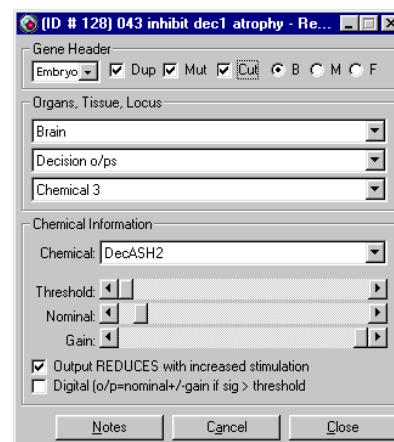 (ID # 128) 043 inhibit dec1 atrophy - Re...
Gene Header
Embryo Dup Mut Cut B M F
Organs, Tissue, Locus
Brain
Decision o/ps
Chemical 3
Chemical Information
Chemical: DecASH2
Threshold:
Nominal:
Gain:
Output REDUCES with increased stimulation
Digital (o/p=nominal+/-gain if sig > threshold
Notes Cancel Close